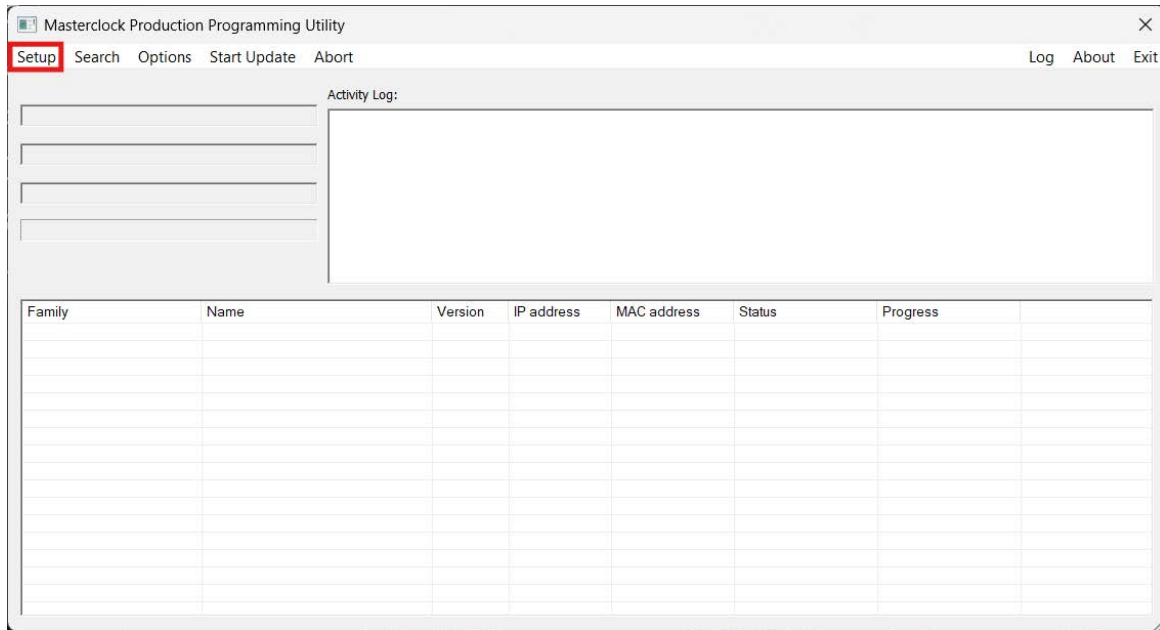 Masterclock Production Programming Utility
Setup Search Options Start Update Abort Log About Exit
Activity Log:
Family Name Version IP address MAC address Status Progress